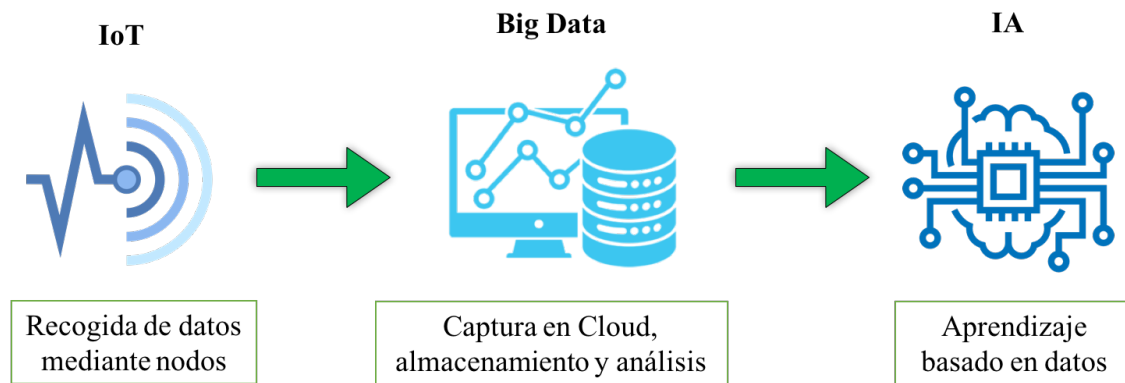 IoT
Big Data
IA
Recogida de datos
mediante nodos
Captura en Cloud,
almacenamiento y análisis
Aprendizaje
basado en datos